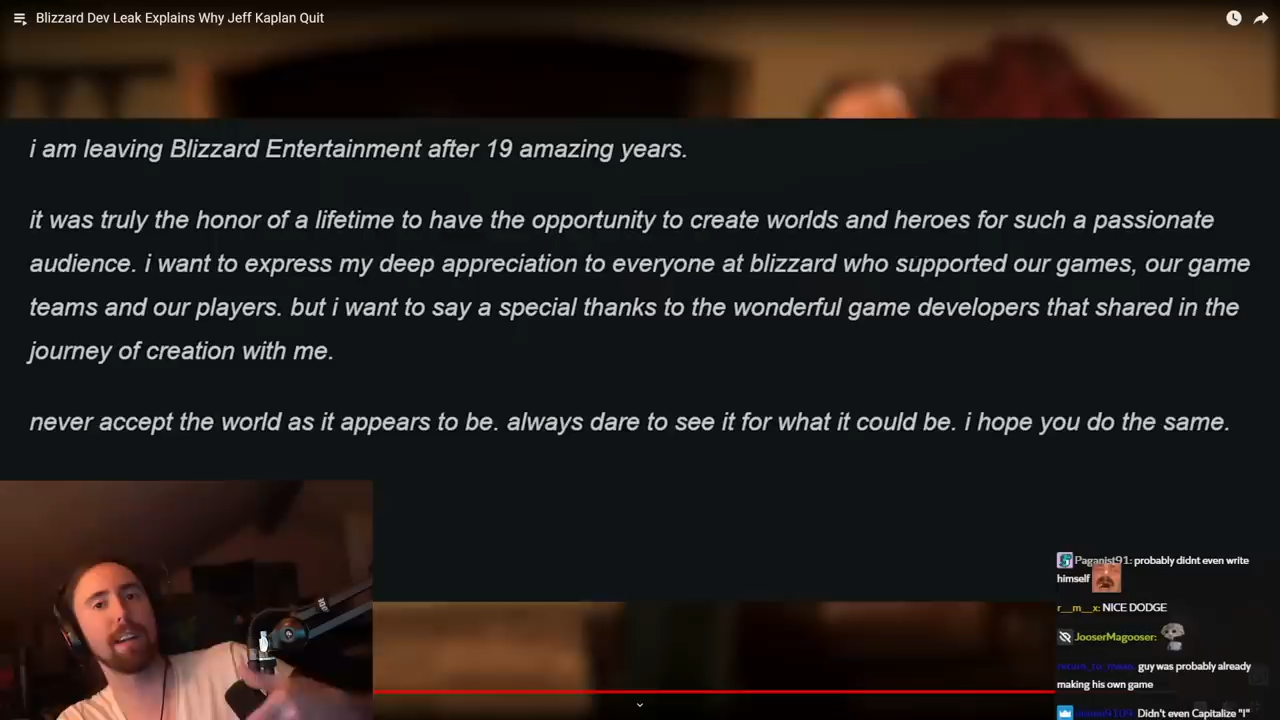 Blizzard Dev Leak Explains Why Jeff Kaplan Quit
i am leaving Blizzard Entertainment after 19 amazing years.
it was truly the honor of a lifetime to have the opportunity to create worlds and heroes for such a passionate
audience. i want to express my deep appreciation to everyone at blizzard who supported our games, our game
teams and our players. but i want to say a special thanks to the wonderful game developers that shared in the
journey of creation with me.
never accept the world as it appears to be. always dare to see it for what it could be. i hope you do the same.
Paganist91: probably didnt even write
himself
r__m__x: NICE DODGE
JooserMagooser:
guy was probably already
making his own game
Didn't even Capitalize "I"